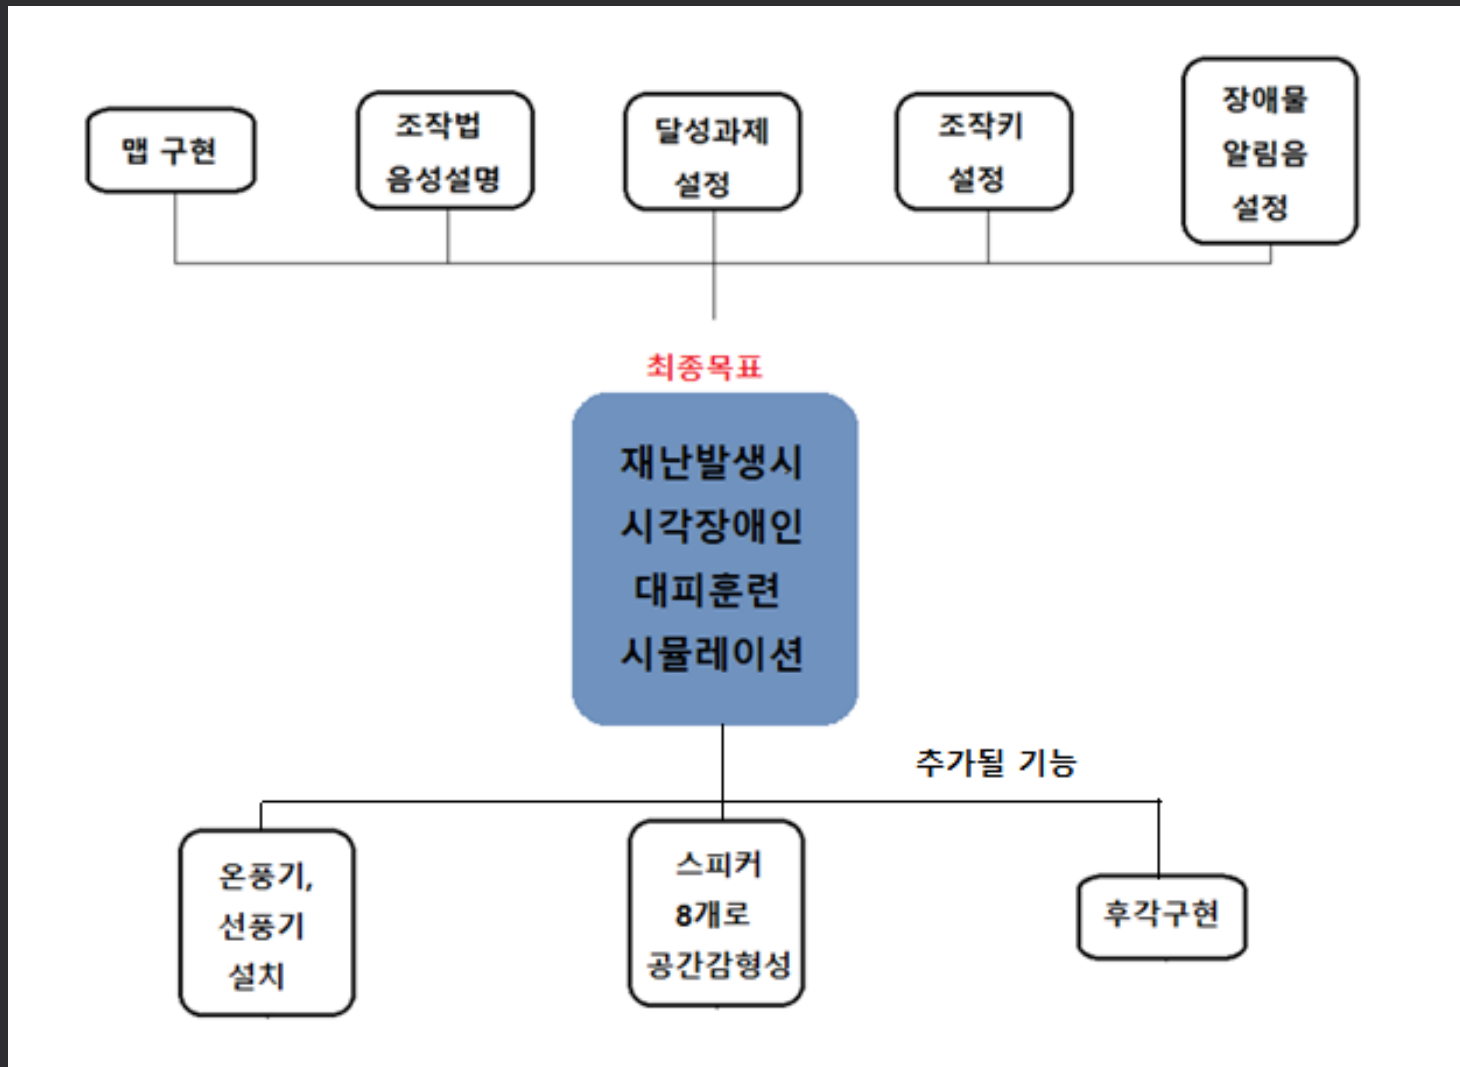 맵 구현
조작법
음성설명
달성과제
설정
조작키
설정
장애물
알림음
설정
최종목표
재난발생시
시각장애인
대피훈련
시뮬레이션
추가될 기능
온풍기,
선풍기
설치
스피커
8개로
공간감형성
후각구현